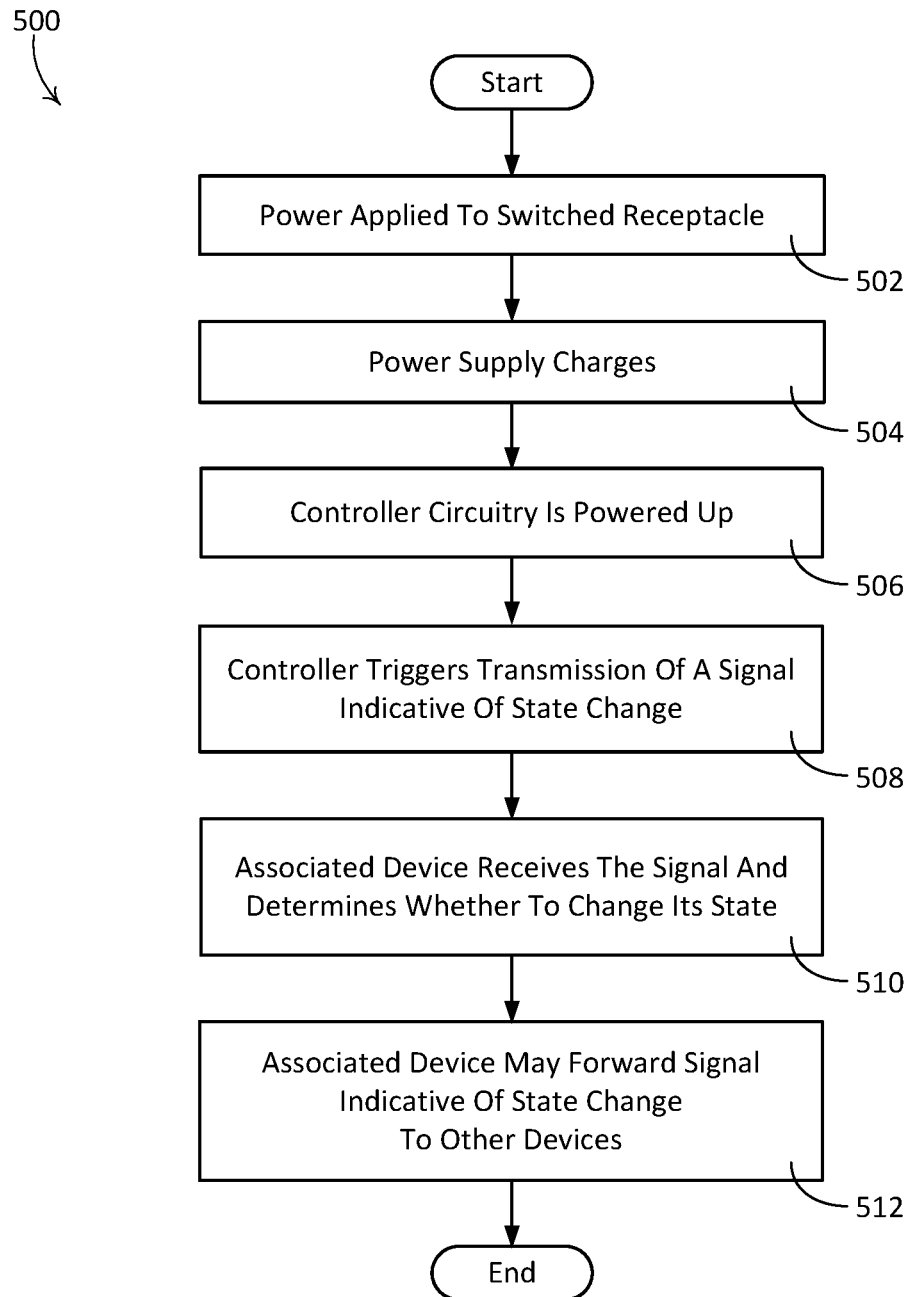 500
Start
Power Applied To Switched Receptacle
502
Power Supply Charges
504
Controller Circuitry Is Powered Up
506
Controller Triggers Transmission Of A Signal
Indicative Of State Change
508
Associated Device Receives The Signal And
Determines Whether To Change Its State
510
Associated Device May Forward Signal
Indicative Of State Change
To Other Devices
512
End